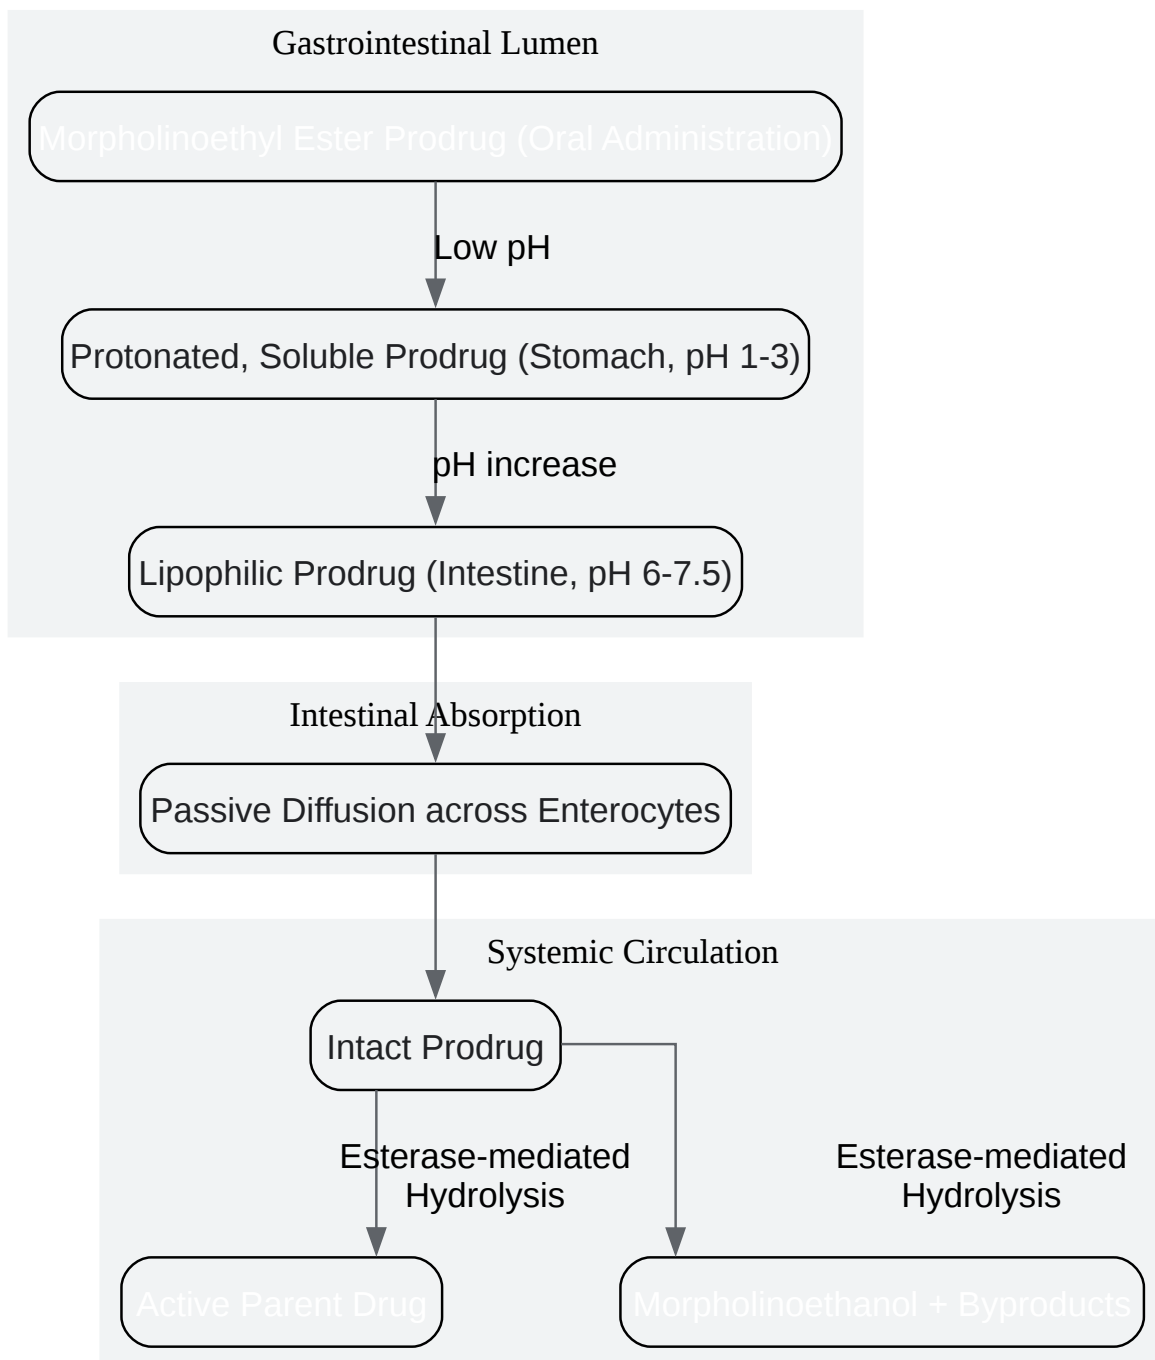 Gastrointestinal Lumen
Morpholinoethyl Ester Prodrug (Oral Administration)
Low pH
Protonated, Soluble Prodrug (Stomach, pH 1-3)
pH increase
Lipophilic Prodrug (Intestine, pH 6-7.5)
Intestinal Absorption
Passive Diffusion across Enterocytes
Systemic Circulation
Intact Prodrug
Esterase-mediated
Hydrolysis
Esterase-mediated
Hydrolysis
Active Parent Drug
Morpholinoethanol + Byproducts